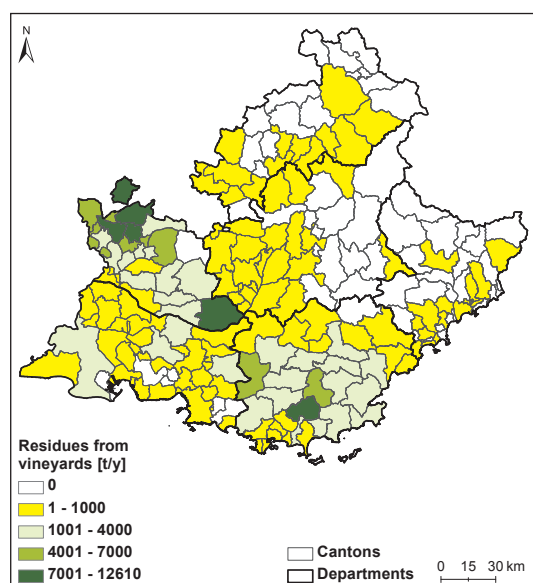 N
Residues from
vineyards [t/y]
0
1 - 1000
1001 - 4000
4001 - 7000
7001 - 12610
Cantons
Departments
0 15 30 km